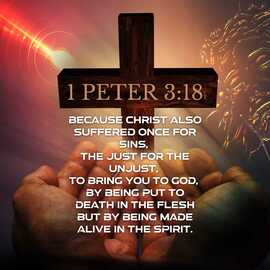 1 PETER 3:18
BECAUSE CHRIST ALSO
SUFFERED ONCE FOR
SINS,
THE JUST FOR THE
UNJUST,
TO BRING YOU TO GOD,
BY BEING PUT TO
DEATH IN THE FLESH
BUT BY BEING MADE
ALIVE IN THE SPIRIT.